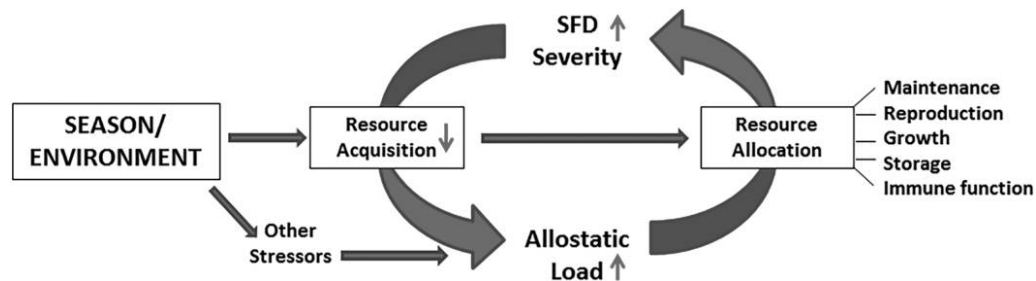 SFD
Severity
SEASON/
ENVIRONMENT
Resource
Acquisition
Resource
Allocation
Maintenance
Reproduction
Growth
Storage
Immune function
Other
Stressors
Allostatic
Load